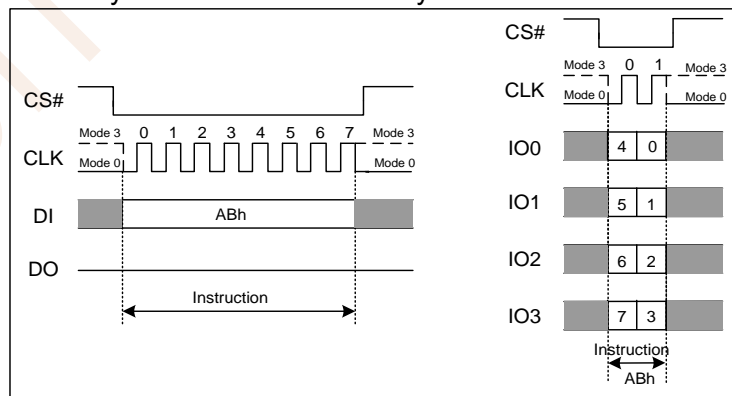 CS#
Mode 3 0 1 2 3 4 5 6 7 Mode 3
CLK
Mode 0 Mode 0
DI
ABh
DO
Instruction
CS#
Mode 3 0 1 Mode 3
CLK
Mode 0 Mode 0
IO0 4 0
IO1 5 1
IO2 6 2
IO3 7 3
Instruction
ABh